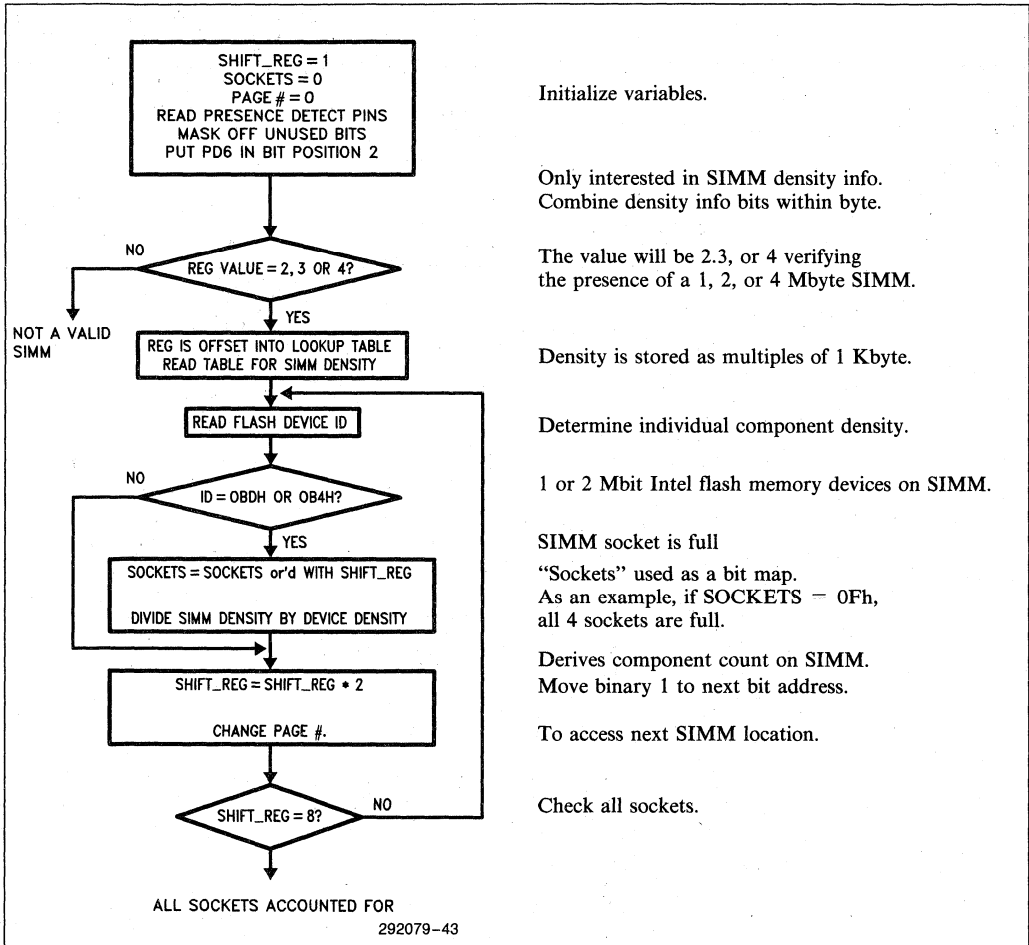 SHIFT_REG = 1
SOCKETS = 0
PAGE # = 0
READ PRESENCE DETECT PINS
MASK OFF UNUSED BITS
PUT PD6 IN BIT POSITION 2
Initialize variables.
Only interested in SIMM density info.
Combine density info bits within byte.
NO
REG VALUE = 2, 3 OR 4?
The value will be 2.3, or 4 verifying
the presence of a 1, 2, or 4 Mbyte SIMM.
YES
NOT A VALID
SIMM
REG IS OFFSET INTO LOOKUP TABLE
READ TABLE FOR SIMM DENSITY
Density is stored as multiples of 1 Kbyte.
READ FLASH DEVICE ID
Determine individual component density.
NO
ID = OBDH OR OB4H?
1 or 2 Mbit Intel flash memory devices on SIMM.
YES
SIMM socket is full
SOCKETS = SOCKETS or'd WITH SHIFT_REG
DIVIDE SIMM DENSITY BY DEVICE DENSITY
"Sockets" used as a bit map.
As an example, if SOCKETS = 0Fh,
all 4 sockets are full.
Derives component count on SIMM.
SHIFT_REG = SHIFT_REG * 2
Move binary 1 to next bit address.
CHANGE PAGE #.
To access next SIMM location.
SHIFT_REG = 8?
NO
Check all sockets.
ALL SOCKETS ACCOUNTED FOR
292079-43